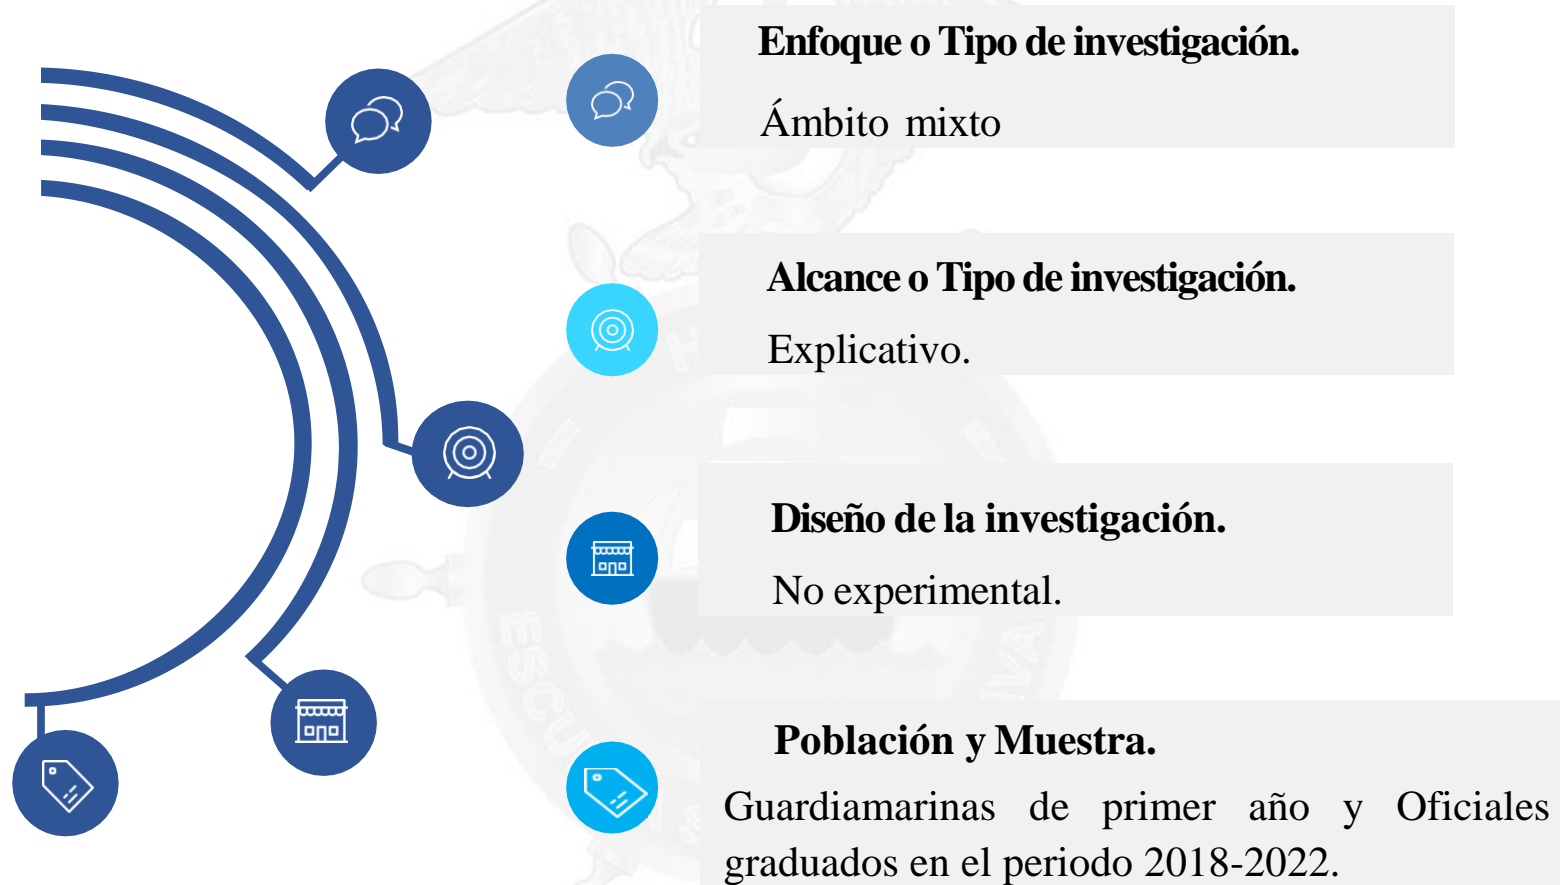 Enfoque o Tipo de investigación.
Ámbito mixto
Alcance o Tipo de investigación.
Explicativo.
Diseño de la investigación.
No experimental.
Población y Muestra.
Guardiamarinas de primer año y Oficiales
graduados en el periodo 2018-2022.